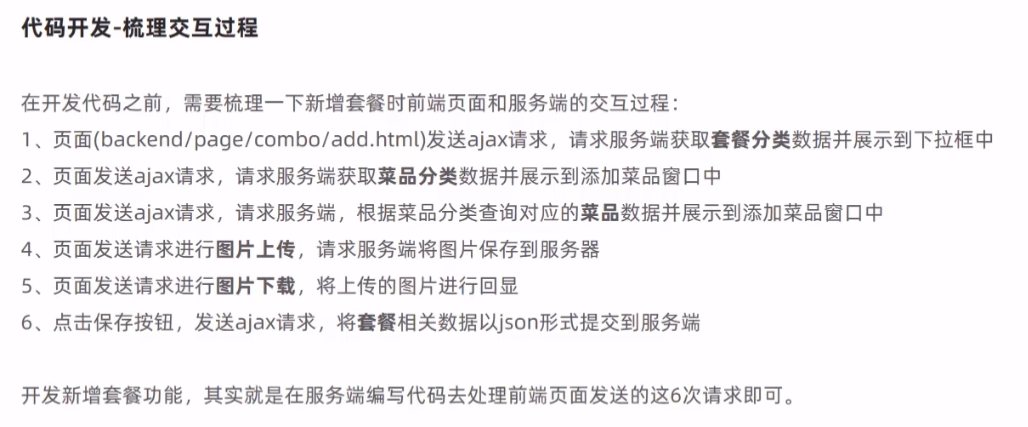 代码开发-梳理交互过程
在开发代码之前，需要梳理一下新增套餐时前端页面和服务端的交互过程：
1、页面(backend/page/combo/add.html)发送ajax请求，请求服务端获取套餐分类数据并展示到下拉框中
2、页面发送ajax请求，请求服务端获取菜品分类数据并展示到添加菜品窗口中
3、页面发送ajax请求，请求服务端，根据菜品分类查询对应的菜品数据并展示到添加菜品窗口中
4、页面发送请求进行图片上传，请求服务端将图片保存到服务器
5、页面发送请求进行图片下载，将上传的图片进行回显
6、点击保存按钮，发送ajax请求，将套餐相关数据以json形式提交到服务端
开发新增套餐功能，其实就是在服务端编写代码去处理前端页面发送的这6次请求即可。